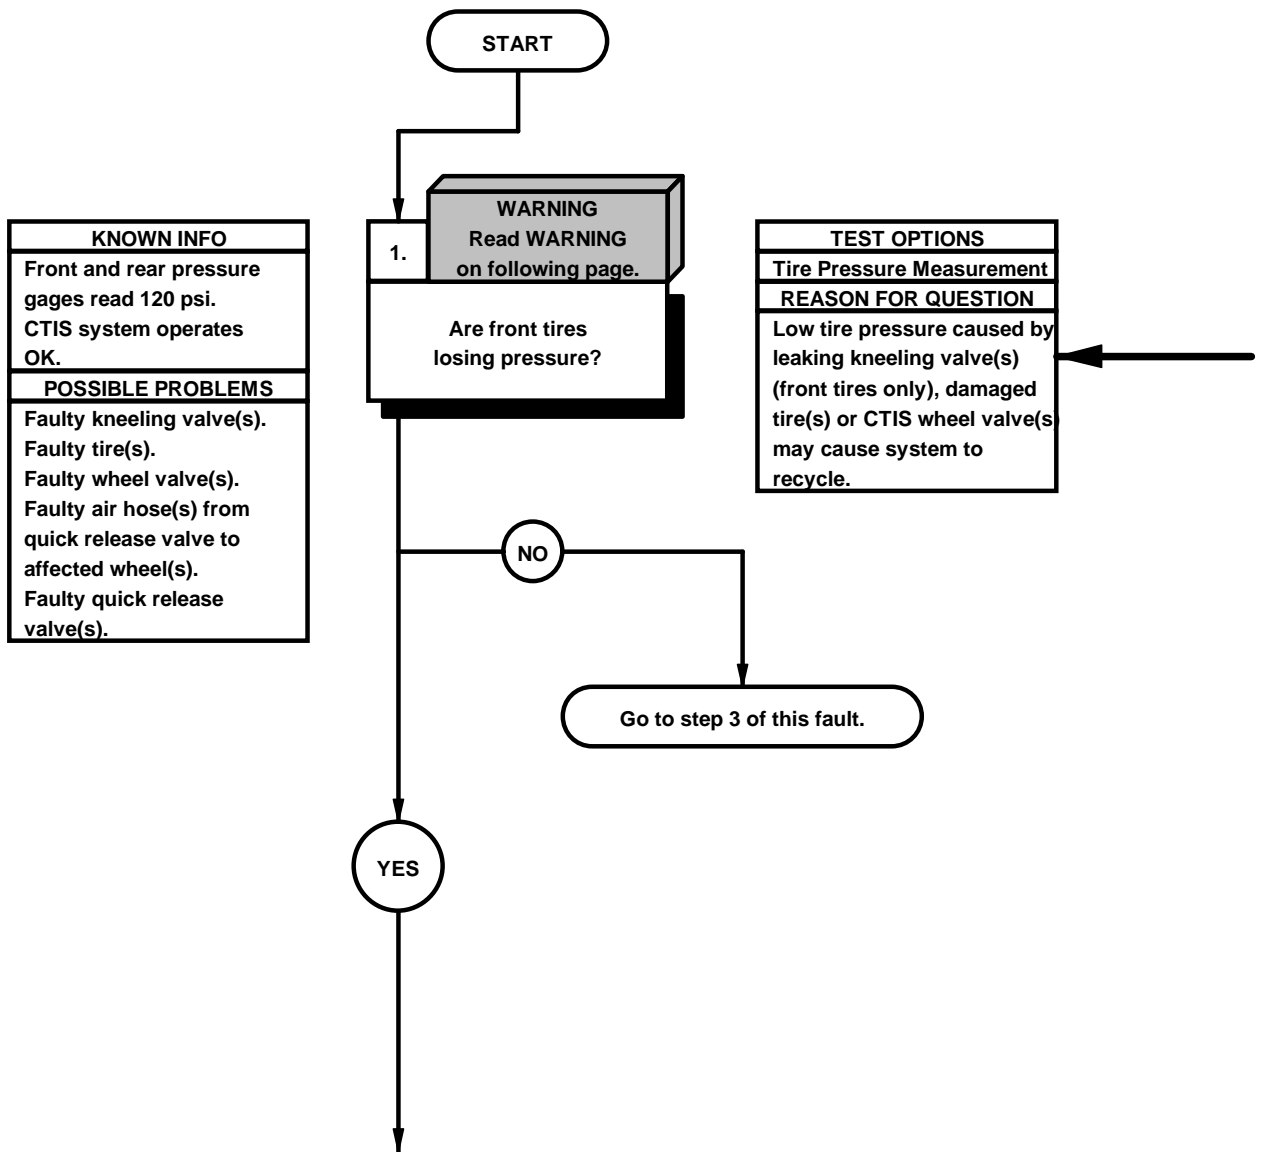 START
KNOWN INFO
Front and rear pressure
gages read 120 psi.
CTIS system operates
OK.
POSSIBLE PROBLEMS
Faulty kneeling valve(s).
Faulty tire(s).
Faulty wheel valve(s).
Faulty air hose(s) from
quick release valve to
affected wheel(s).
Faulty quick release
valve(s).
1.
WARNING
Read WARNING
on following page.
Are front tires
losing pressure?
TEST OPTIONS
Tire Pressure Measurement
REASON FOR QUESTION
Low tire pressure caused by
leaking kneeling valve(s)
(front tires only), damaged
tire(s) or CTIS wheel valve(s)
may cause system to
recycle.
NO
Go to step 3 of this fault.
YES